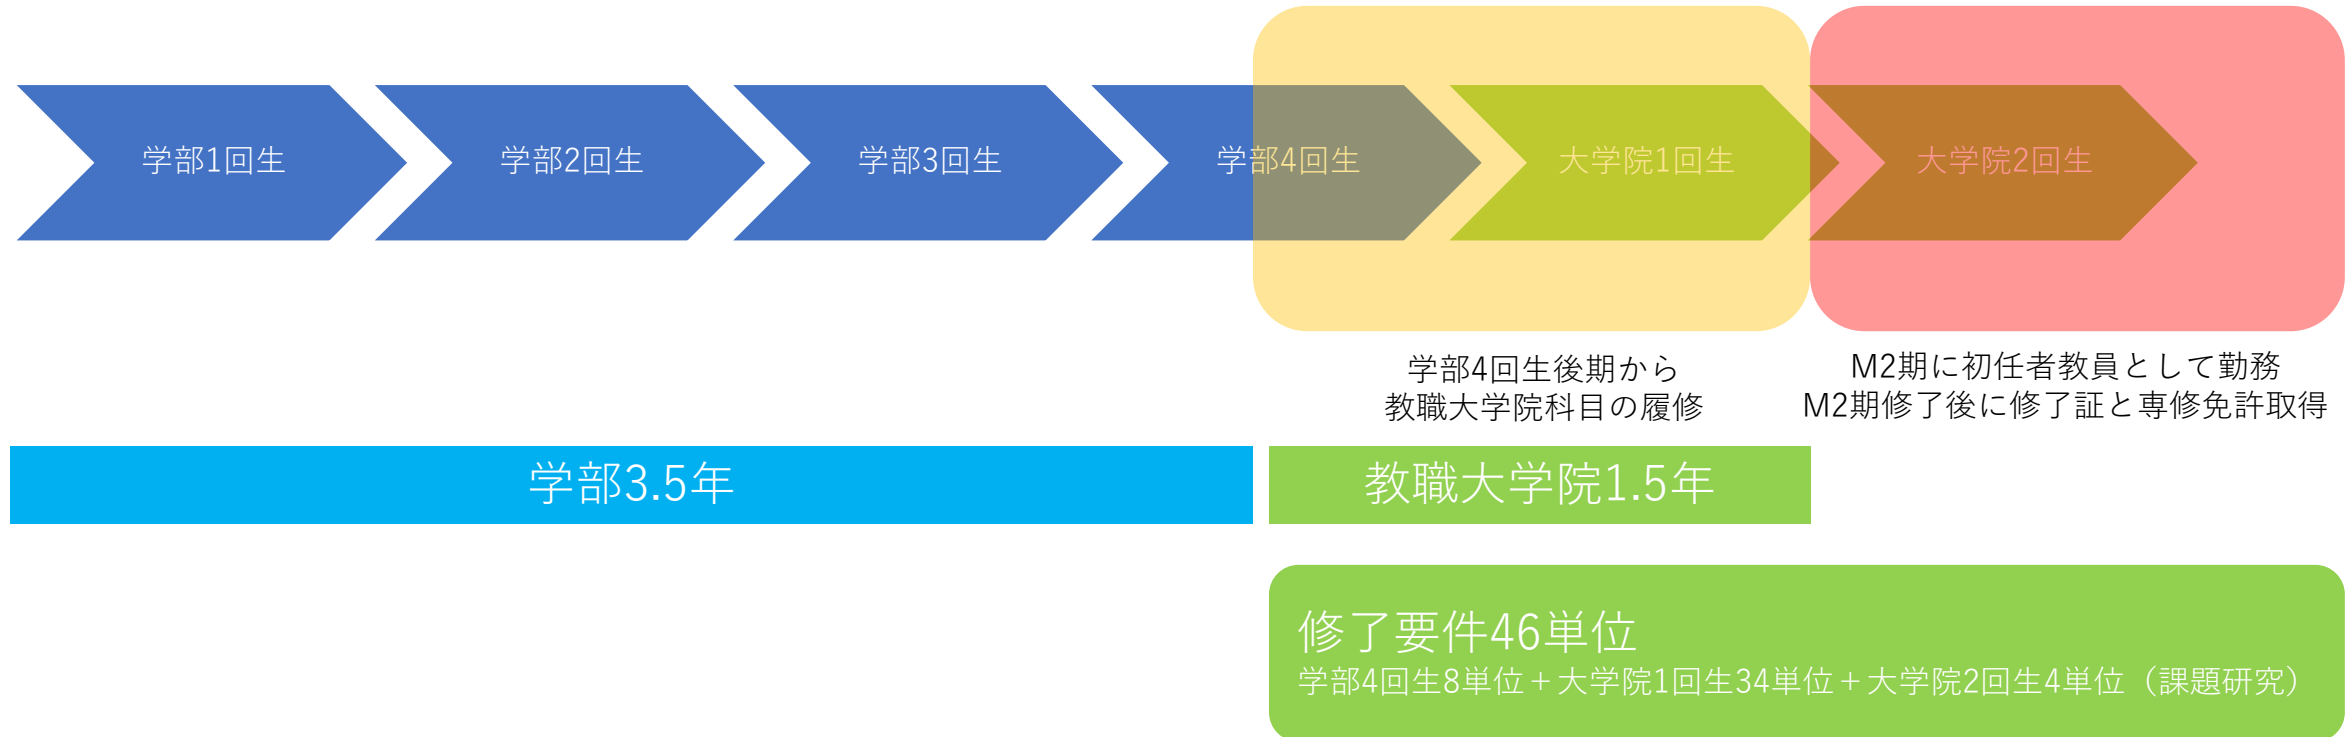 学部1回生
学部2回生
学部3回生
学部4回生
大学院1回生
大学院2回生
学部4回生後期から
教職大学院科目の履修
M2期に初任者教員として勤務
M2期修了後に修了証と専修免許取得
学部3.5年
教職大学院1.5年
修了要件46単位
学部4回生8単位＋大学院1回生34単位＋大学院2回生4単位（課題研究）